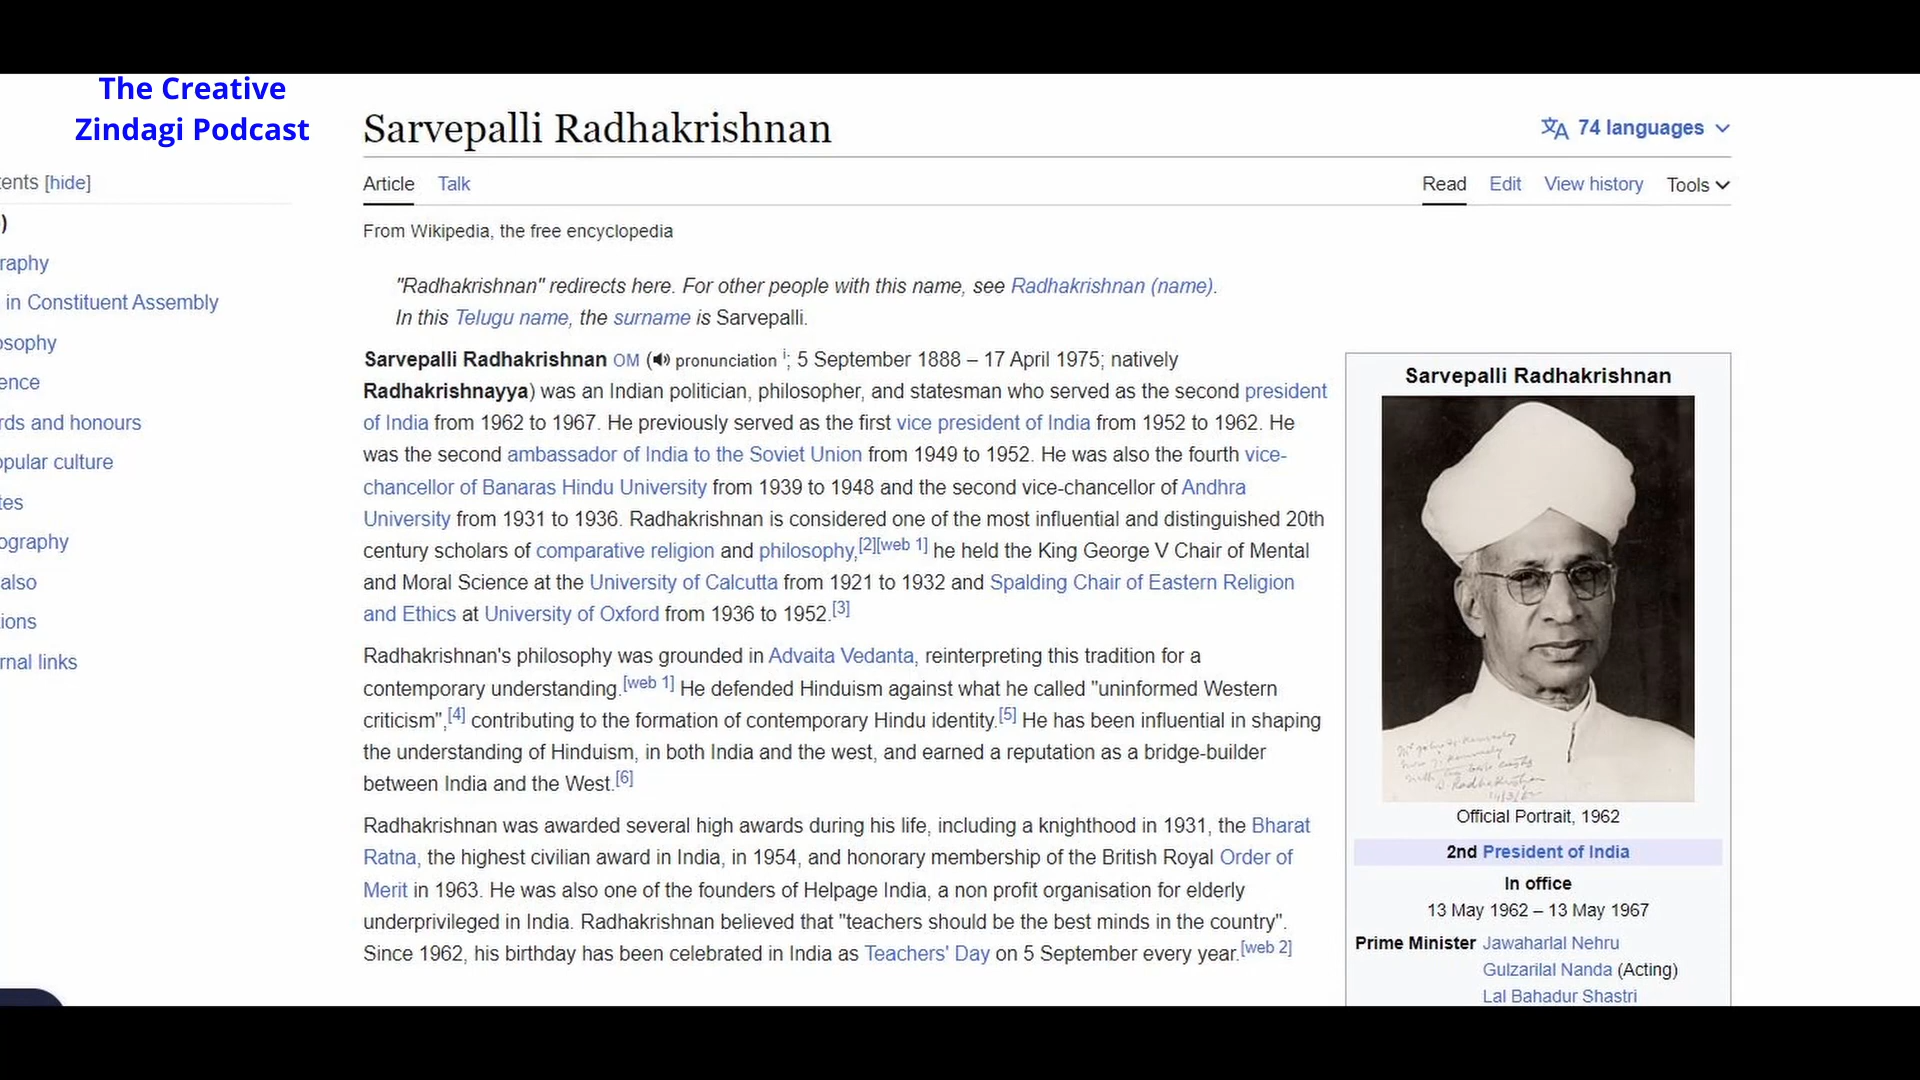 The Creative
Zindagi Podcast
Sarvepalli Radhakrishnan
74 languages
tents [hide]
Article Talk
Read Edit View history Tools
)
raphy
in Constituent Assembly
osophy
ence
rds and honours
opular culture
tes
ography
also
ions
rnal links
From Wikipedia, the free encyclopedia
"Radhakrishnan" redirects here. For other people with this name, see Radhakrishnan (name).
In this Telugu name, the surname is Sarvepalli.
Sarvepalli Radhakrishnan OM (pronunciation i; 5 September 1888 – 17 April 1975; natively
Radhakrishnayya) was an Indian politician, philosopher, and statesman who served as the second president
of India from 1962 to 1967. He previously served as the first vice president of India from 1952 to 1962. He
was the second ambassador of India to the Soviet Union from 1949 to 1952. He was also the fourth vice-
chancellor of Banaras Hindu University from 1939 to 1948 and the second vice-chancellor of Andhra
University from 1931 to 1936. Radhakrishnan is considered one of the most influential and distinguished 20th
century scholars of comparative religion and philosophy,[2][web 1] he held the King George V Chair of Mental
and Moral Science at the University of Calcutta from 1921 to 1932 and Spalding Chair of Eastern Religion
and Ethics at University of Oxford from 1936 to 1952.[3]
Radhakrishnan's philosophy was grounded in Advaita Vedanta, reinterpreting this tradition for a
contemporary understanding.[web 1] He defended Hinduism against what he called "uninformed Western
criticism",[4] contributing to the formation of contemporary Hindu identity.[5] He has been influential in shaping
the understanding of Hinduism, in both India and the west, and earned a reputation as a bridge-builder
between India and the West.[6]
Radhakrishnan was awarded several high awards during his life, including a knighthood in 1931, the Bharat
Ratna, the highest civilian award in India, in 1954, and honorary membership of the British Royal Order of
Merit in 1963. He was also one of the founders of Helpage India, a non profit organisation for elderly
underprivileged in India. Radhakrishnan believed that "teachers should be the best minds in the country".
Since 1962, his birthday has been celebrated in India as Teachers' Day on 5 September every year.[web 2]
Sarvepalli Radhakrishnan
Official Portrait, 1962
2nd President of India
In office
13 May 1962 – 13 May 1967
Prime Minister Jawaharlal Nehru
Gulzarilal Nanda (Acting)
Lal Bahadur Shastri